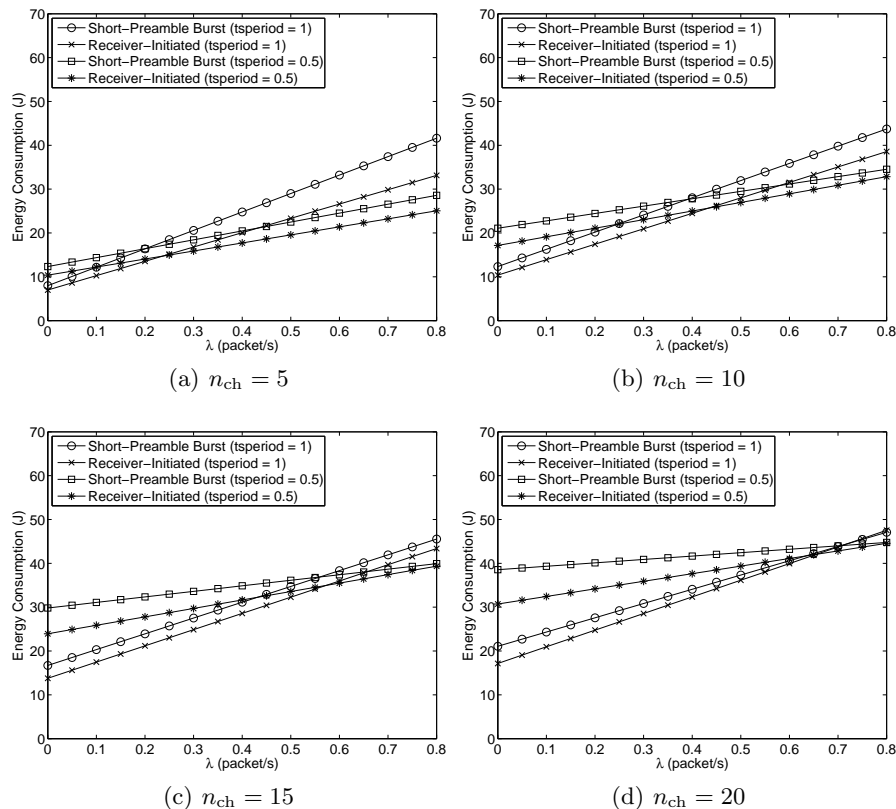 70
60
50
40
30
20
10
0
Energy Consumption (J)
Short−Preamble Burst (tsperiod = 1)
Receiver−Initiated (tsperiod = 1)
Short−Preamble Burst (tsperiod = 0.5)
Receiver−Initiated (tsperiod = 0.5)
0 0.1 0.2 0.3 0.4 0.5 0.6 0.7 0.8
λ (packet/s)
(a) nch = 5
70
60
50
40
30
20
10
0
Energy Consumption (J)
Short−Preamble Burst (tsperiod = 1)
Receiver−Initiated (tsperiod = 1)
Short−Preamble Burst (tsperiod = 0.5)
Receiver−Initiated (tsperiod = 0.5)
0 0.1 0.2 0.3 0.4 0.5 0.6 0.7 0.8
λ (packet/s)
(b) nch = 10
70
60
50
40
30
20
10
0
Energy Consumption (J)
Short−Preamble Burst (tsperiod = 1)
Receiver−Initiated (tsperiod = 1)
Short−Preamble Burst (tsperiod = 0.5)
Receiver−Initiated (tsperiod = 0.5)
0 0.1 0.2 0.3 0.4 0.5 0.6 0.7 0.8
λ (packet/s)
(c) nch = 15
70
60
50
40
30
20
10
0
Energy Consumption (J)
Short−Preamble Burst (tsperiod = 1)
Receiver−Initiated (tsperiod = 1)
Short−Preamble Burst (tsperiod = 0.5)
Receiver−Initiated (tsperiod = 0.5)
0 0.1 0.2 0.3 0.4 0.5 0.6 0.7 0.8
λ (packet/s)
(d) nch = 20